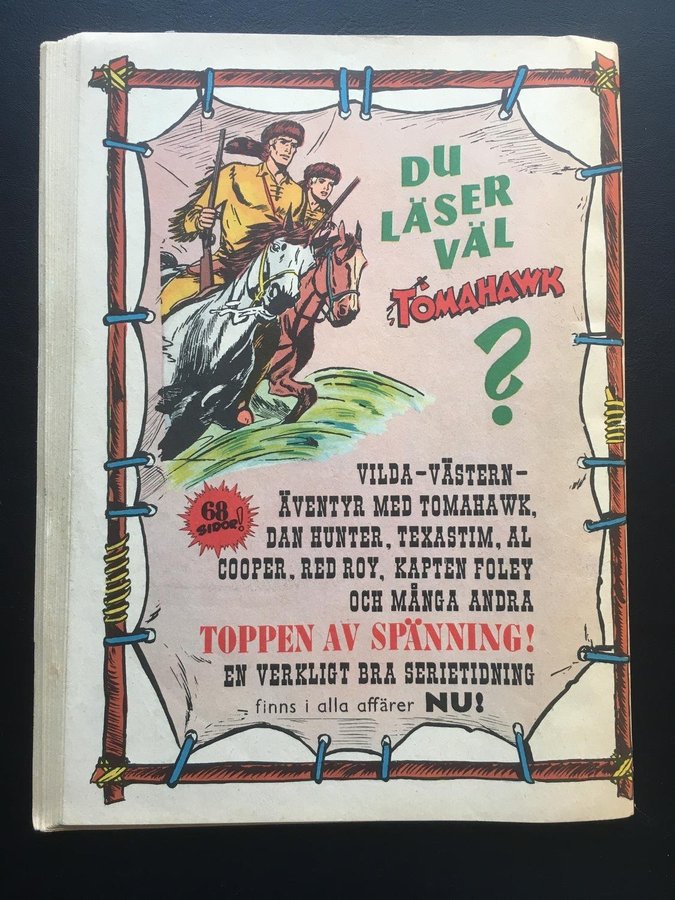 DU
LÄSER
VÄL
TOMAHAWK
?
VILDA-VÄSTERN-
ÄVENTYR MED TOMAHAWK,
68
SIDOR!
DAN HUNTER, TEXASTIM, AL
COOPER, RED ROY, KAPTEN FOLEY
OCH MÅNGA ANDRA
TOPPEN AV SPÄNNING!
EN VERKLIGT BRA SERIETIDNING
finns i alla affärer NU!